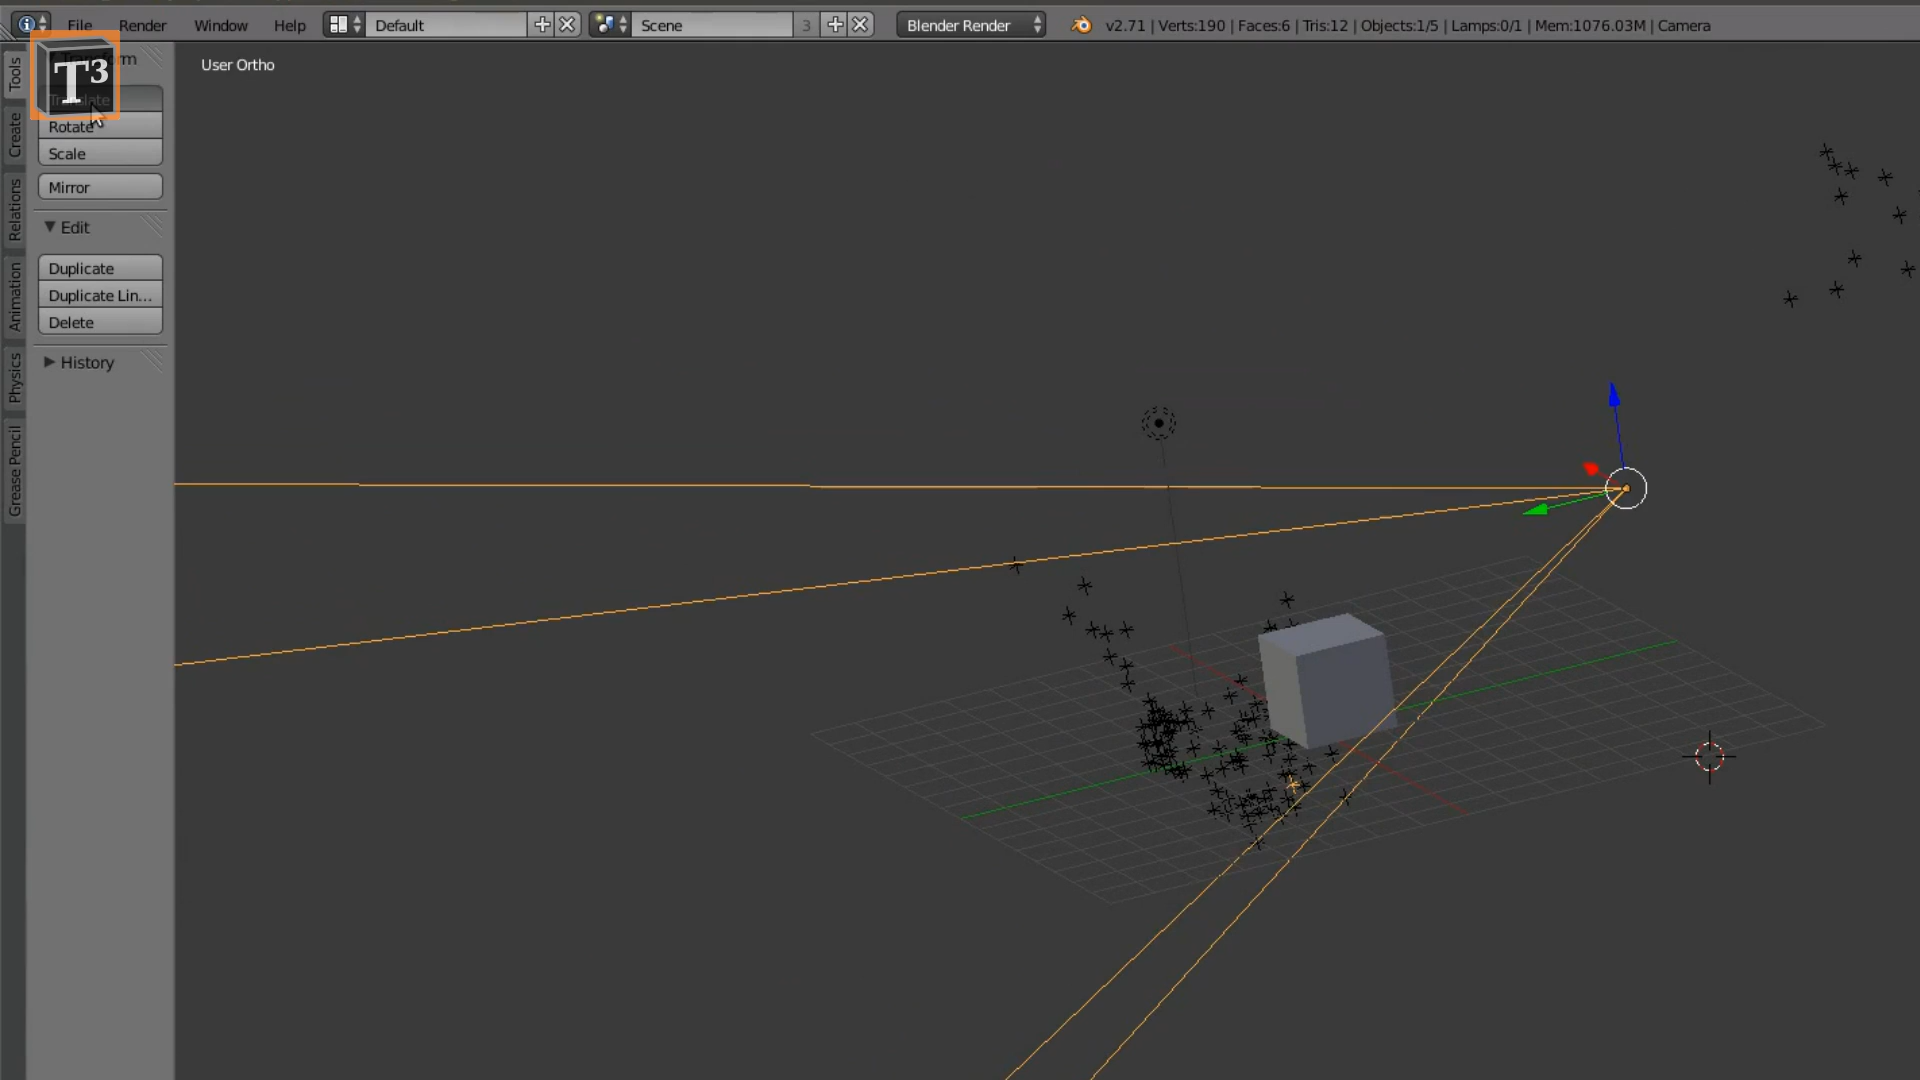 File Render Window Help Default Scene 3 Blender Render v2.71 | Verts:190 | Faces:6 | Tris:12 | Objects:1/5 | Lamps:0/1 | Mem:1076.03M | Camera
T³
User Ortho
Tools
Create
Relations
Animation
Physics
Grease Pencil
Translate
Rotate
Scale
Mirror
Edit
Duplicate
Duplicate Lin...
Delete
History